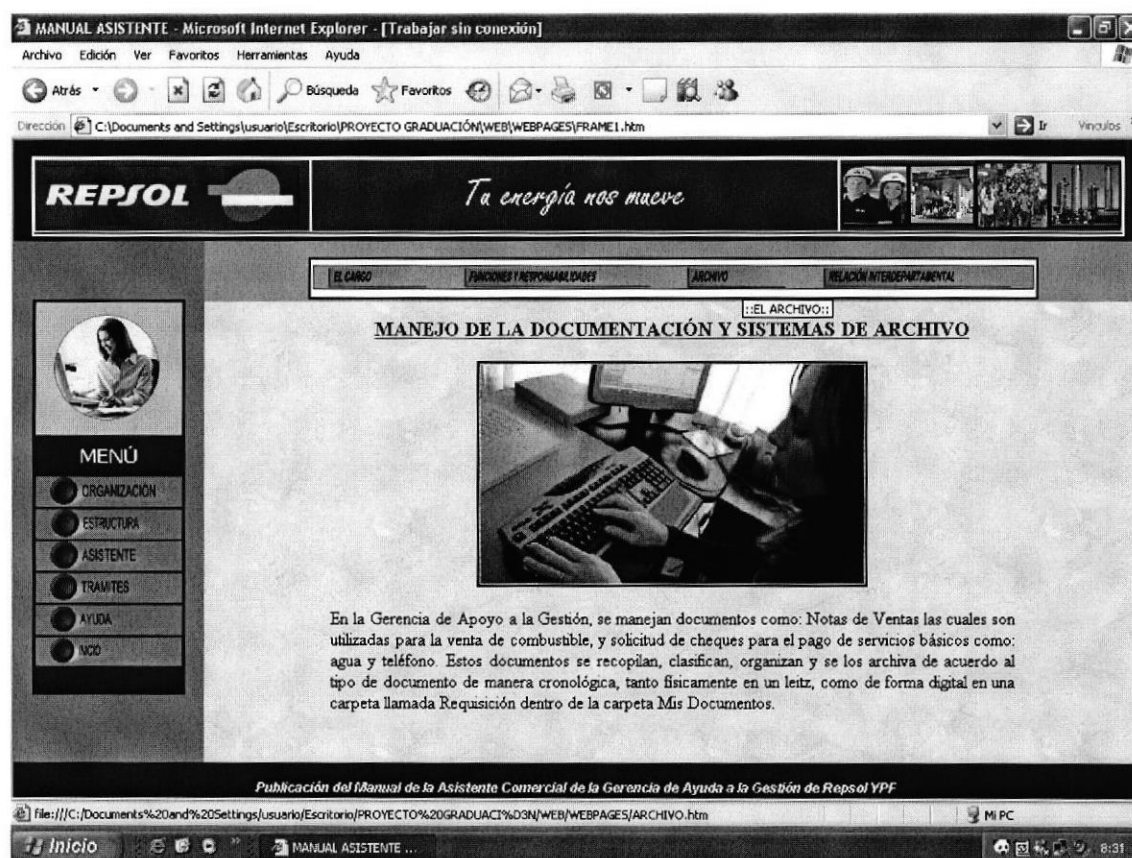 MANUAL ASISTENTE - Microsoft Internet Explorer - [Trabajar sin conexión]
Archivo Edición Ver Favoritos Herramientas Ayuda
Atrás Búsqueda Favoritos
Dirección C:\Documents and Settings\usuario\Escritorio\PROYECTO GRADUACIÓN\WEB\WEBPAGES\FRAME1.htm Ir Vínculos
REPSOL Tu energía nos mueve
EL CARGO FUNCIONES Y RESPONSABILIDADES ARCHIVO RELACIÓN INTERDEPARTAMENTAL
::EL ARCHIVO::
MANEJO DE LA DOCUMENTACIÓN Y SISTEMAS DE ARCHIVO
MENÚ
ORGANIZACIÓN
ESTRUCTURA
ASISTENTE
TRAMITES
AYUDA
INICIO
En la Gerencia de Apoyo a la Gestión, se manejan documentos como: Notas de Ventas las cuales son
utilizadas para la venta de combustible, y solicitud de cheques para el pago de servicios básicos como:
agua y teléfono. Estos documentos se recopilan, clasifican, organizan y se los archiva de acuerdo al
tipo de documento de manera cronológica, tanto físicamente en un leitz, como de forma digital en una
carpeta llamada Requisición dentro de la carpeta Mis Documentos.
Publicación del Manual de la Asistente Comercial de la Gerencia de Ayuda a la Gestión de Repsol YPF
file:///C:/Documents%20and%20Settings/usuario/Escritorio/PROYECTO%20GRADUACI%D3N/WEB/WEBPAGES/ARCHIVO.htm Mi PC
Inicio » MANUAL ASISTENTE ... 8:31